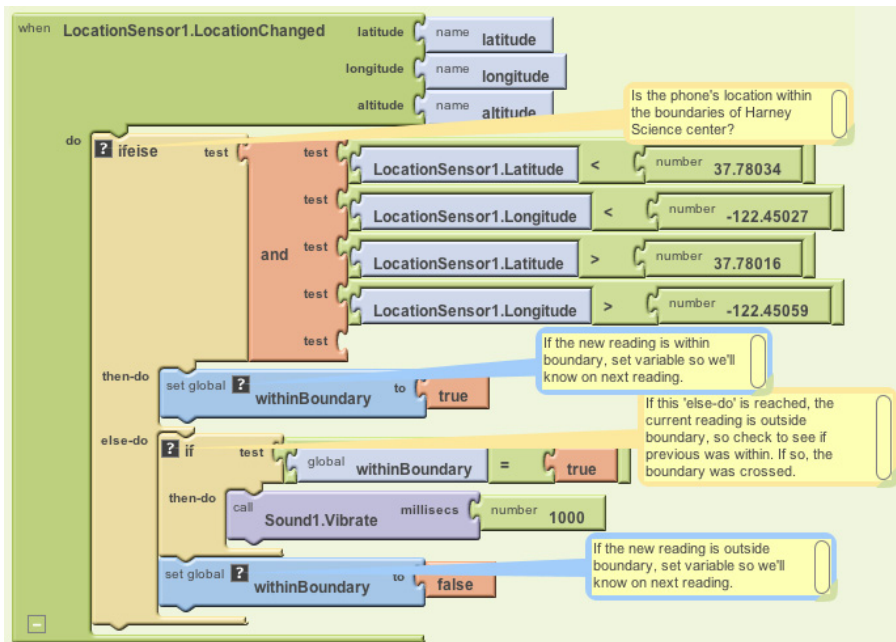 when LocationSensor1.LocationChanged latitude name latitude
longitude name longitude
altitude name altitude
Is the phone's location within
the boundaries of Harney
Science center?
do ? ifelse test and
test LocationSensor1.Latitude < number 37.78034
test LocationSensor1.Longitude < number -122.45027
test LocationSensor1.Latitude > number 37.78016
test LocationSensor1.Longitude > number -122.45059
test
If the new reading is within
boundary, set variable so we'll
know on next reading.
then-do set global ? withinBoundary to true
If this 'else-do' is reached, the
current reading is outside
boundary, so check to see if
previous was within. If so, the
boundary was crossed.
else-do ? if test global withinBoundary = true
then-do call Sound1.Vibrate millisecs number 1000
If the new reading is outside
boundary, set variable so we'll
know on next reading.
set global ? withinBoundary to false